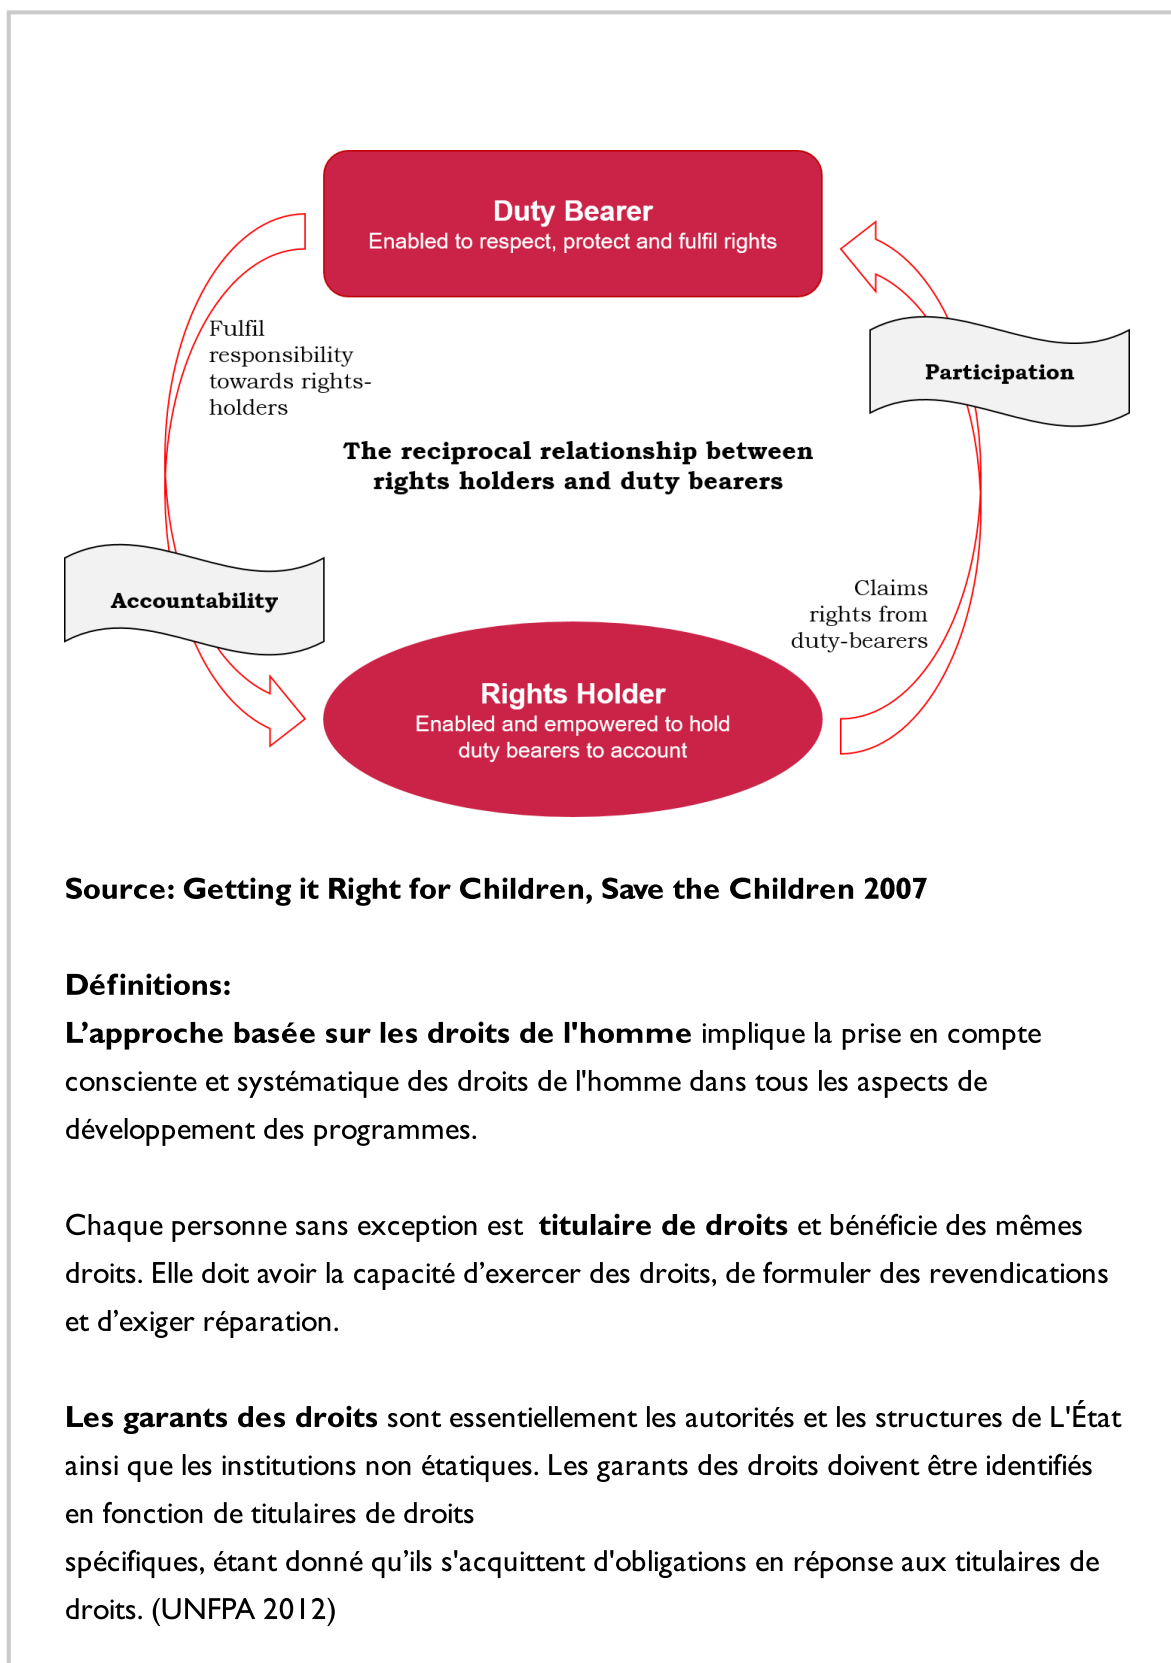 Duty Bearer
Enabled to respect, protect and fulfil rights
Fulfil
responsibility
towards rights-
holders
Participation
The reciprocal relationship between
rights holders and duty bearers
Accountability
Claims
rights from
duty-bearers
Rights Holder
Enabled and empowered to hold
duty bearers to account
Source: Getting it Right for Children, Save the Children 2007
Définitions:
L’approche basée sur les droits de l'homme implique la prise en compte
consciente et systématique des droits de l'homme dans tous les aspects de
développement des programmes.
Chaque personne sans exception est titulaire de droits et bénéficie des mêmes
droits. Elle doit avoir la capacité d’exercer des droits, de formuler des revendications
et d’exiger réparation.
Les garants des droits sont essentiellement les autorités et les structures de L'État
ainsi que les institutions non étatiques. Les garants des droits doivent être identifiés
en fonction de titulaires de droits
spécifiques, étant donné qu’ils s'acquittent d'obligations en réponse aux titulaires de
droits. (UNFPA 2012)